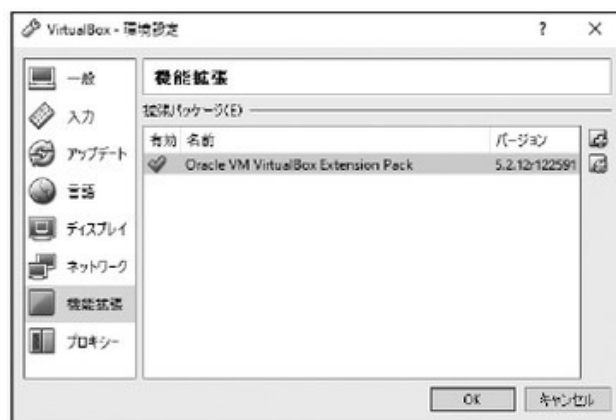 VirtualBox - 環境設定
?
×
一般
入力
アップデート
言語
ディスプレイ
ネットワーク
機能拡張
プロキシー
機能拡張
拡張パッケージ(E)
有効 名前 バージョン
Oracle VM VirtualBox Extension Pack 5.2.12r122591
OK キャンセル